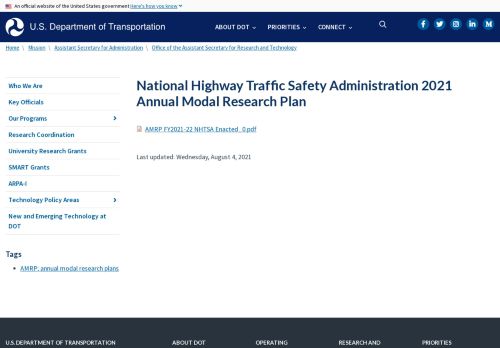 An official website of the United States government Here's how you know
U.S. Department of Transportation
ABOUT DOT
PRIORITIES
CONNECT
Home \ Mission \ Assistant Secretary for Administration \ Office of the Assistant Secretary for Research and Technology
Who We Are
Key Officials
Our Programs
Research Coordination
University Research Grants
SMART Grants
ARPA-I
Technology Policy Areas
New and Emerging Technology at
DOT
Tags
AMRP; annual modal research plans
National Highway Traffic Safety Administration 2021
Annual Modal Research Plan
AMRP FY2021-22 NHTSA Enacted_0.pdf
Last updated: Wednesday, August 4, 2021
U.S. DEPARTMENT OF TRANSPORTATION
ABOUT DOT
OPERATING
RESEARCH AND
PRIORITIES